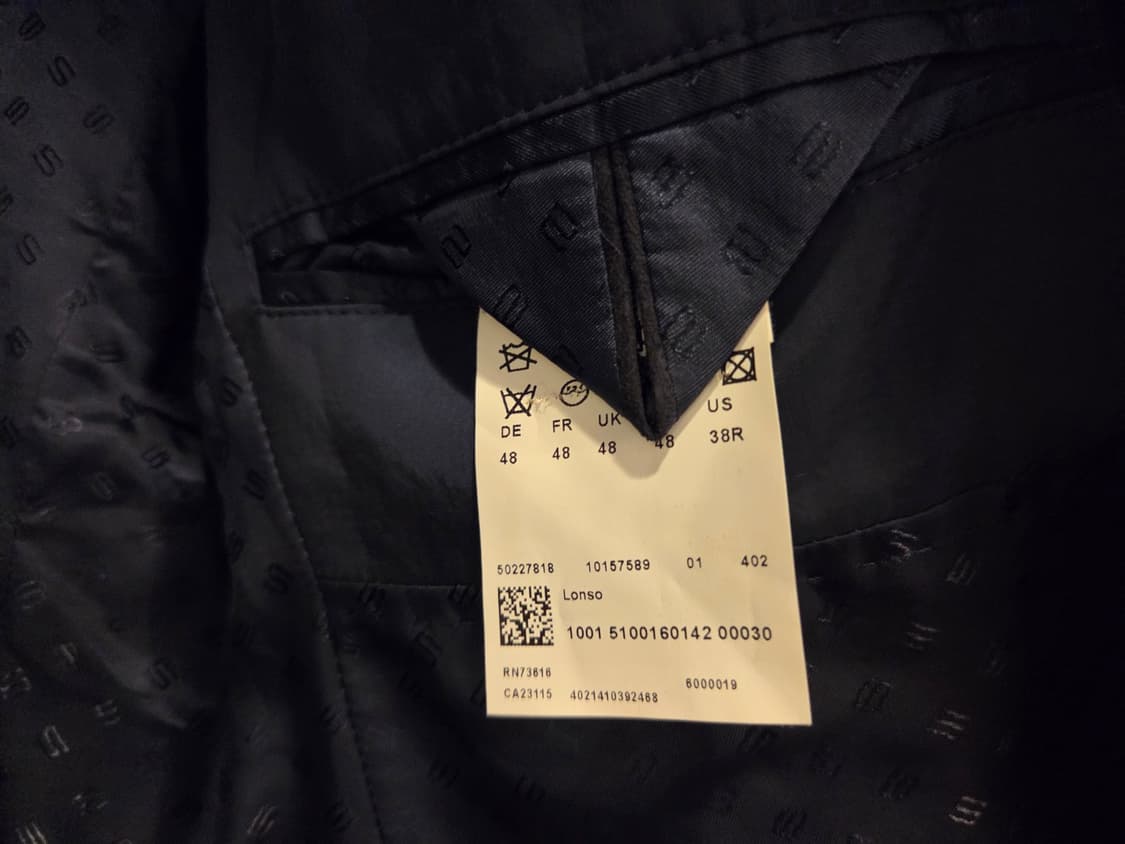 DE FR UK US
48 48 48 48 38R
50227818 10157589 01 402
Lonso
1001 5100160142 00030
RN73616
CA23115 4021410392468 6000019